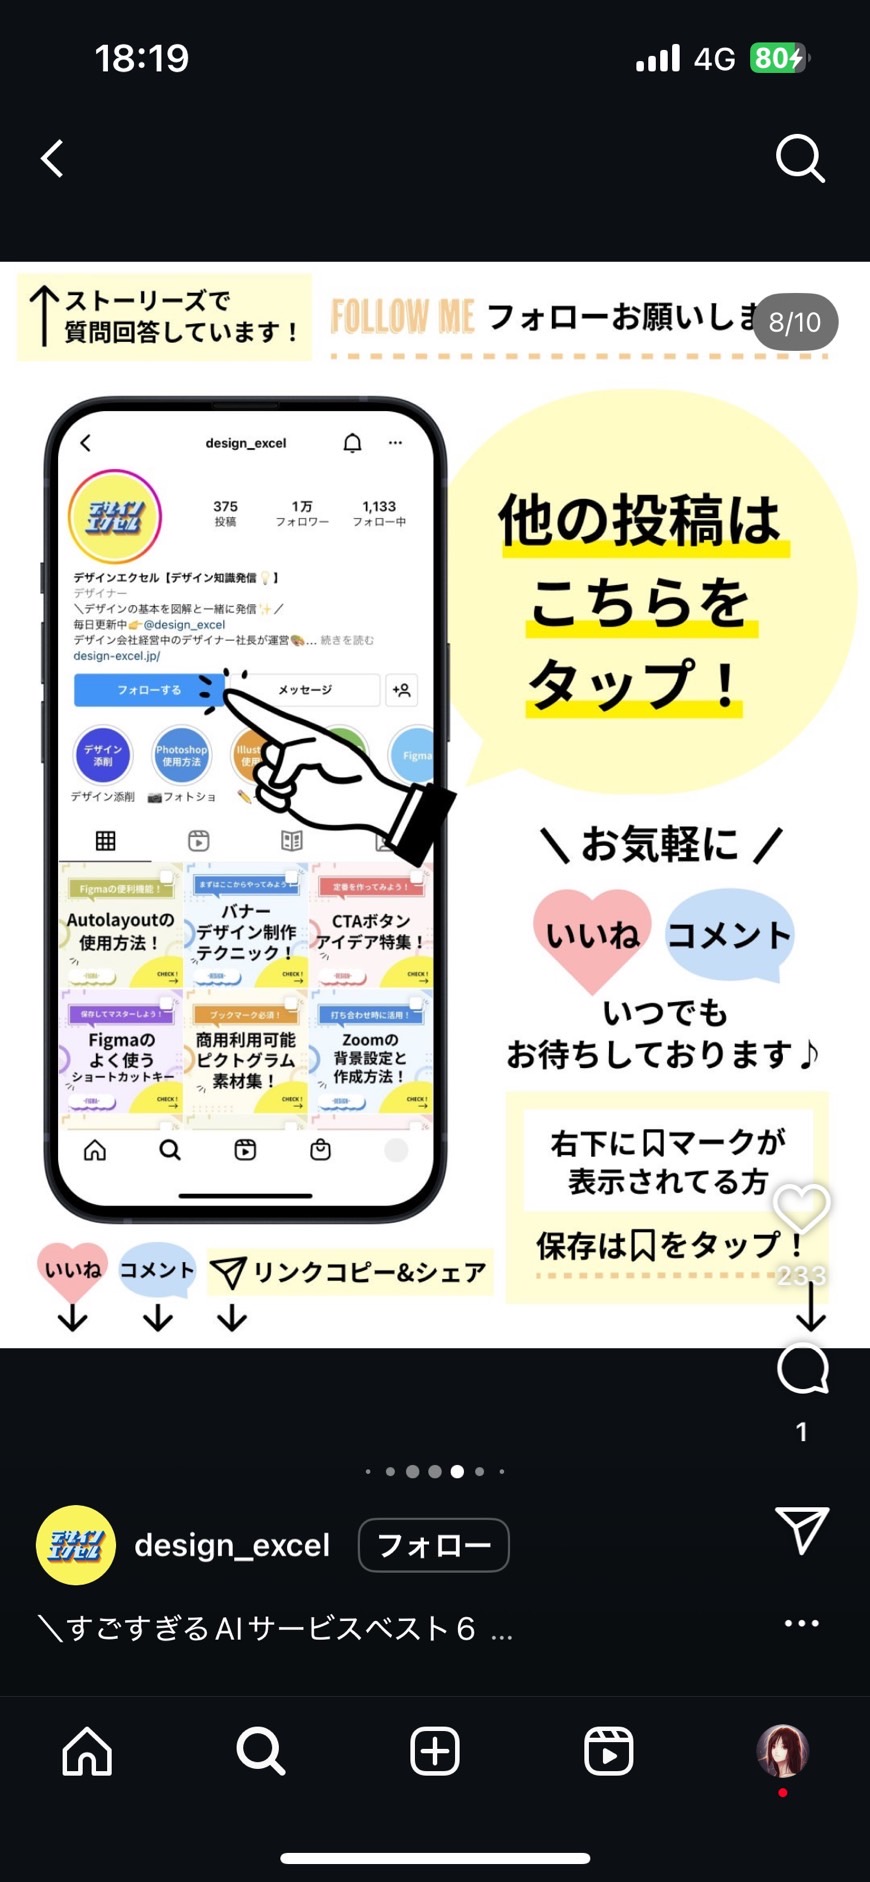 18:19
4G
80
ストーリーズで
質問回答しています！
FOLLOW ME
フォローお願いしま
8/10
design_excel
デザイン
エクセル
375
投稿
1万
フォロワー
1,133
フォロー中
デザインエクセル【デザイン知識発信💡】
デザイナー
＼デザインの基本を図解と一緒に発信✨／
毎日更新中👉@design_excel
デザイン会社経営中のデザイナー社長が運営🎨... 続きを読む
design-excel.jp/
フォローする
メッセージ
デザイン
添削
Photoshop
使用方法
Illust
使用
Figma
デザイン添削
📷フォトショ
Figmaの便利機能！
Autolayoutの
使用方法！
CHECK！
まずはここからやってみよう！
バナー
デザイン制作
テクニック！
CHECK！
定番を作ってみよう！
CTAボタン
アイデア特集！
CHECK！
保存してマスターしよう！
Figmaの
よく使う
ショートカットキー
CHECK！
ブックマーク必須！
商用利用可能
ピクトグラム
素材集！
CHECK！
打ち合わせ時に活用！
Zoomの
背景設定と
作成方法！
CHECK！
他の投稿は
こちらを
タップ！
＼お気軽に／
いいね
コメント
いつでも
お待ちしております♪
右下に マークが
表示されてる方
保存は をタップ！
いいね
コメント
リンクコピー&シェア
233
1
デザイン
エクセル
design_excel
フォロー
＼すごすぎるAIサービスベスト６ ...